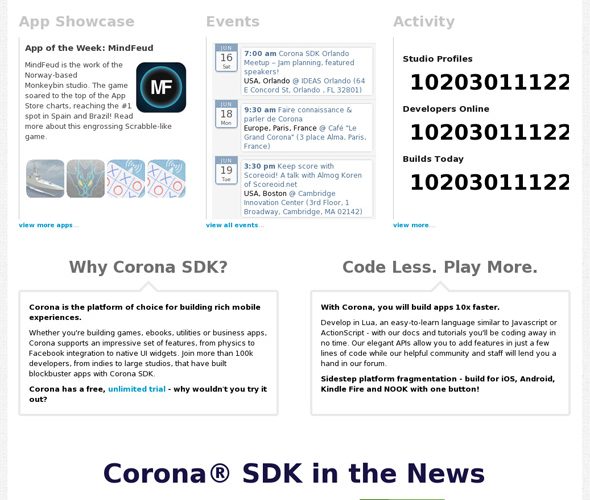 App Showcase
App of the Week: MindFeud
MindFeud is the work of the
Norway-based
Monkeybin studio. The game
soared to the top of the App
Store charts, reaching the #1
spot in Spain and Brazil! Read
more about this engrossing Scrabble-like
game.
MF
view more apps...
Events
JUN
16
Sat
7:00 am Corona SDK Orlando
Meetup – Jam planning, featured
speakers!
USA, Orlando @ IDEAS Orlando (64
E Concord St, Orlando , FL 32801)
JUN
18
Mon
9:30 am Faire connaissance &
parler de Corona
Europe, Paris, France @ Café "Le
Grand Corona" (3 place Alma, Paris,
France)
JUN
19
Tue
3:30 pm Keep score with
Scoreoid! A talk with Almog Koren
of Scoreoid.net
USA, Boston @ Cambridge
Innovation Center (3rd Floor, 1
Broadway, Cambridge, MA 02142)
view all events...
Activity
Studio Profiles
10203011122
Developers Online
10203011122
Builds Today
10203011122
view more...
Why Corona SDK?
Corona is the platform of choice for building rich mobile
experiences.
Whether you're building games, ebooks, utilities or business apps,
Corona supports an impressive set of features, from physics to
Facebook integration to native UI widgets. Join more than 100k
developers, from indies to large studios, that have built
blockbuster apps with Corona SDK.
Corona has a free, unlimited trial - why wouldn't you try it
out?
Code Less. Play More.
With Corona, you will build apps 10x faster.
Develop in Lua, an easy-to-learn language similar to Javascript or
ActionScript - with our docs and tutorials you'll be coding away in
no time. Our elegant APIs allow you to add features in just a few
lines of code while our helpful community and staff will lend you a
hand in our forum.
Sidestep platform fragmentation - build for iOS, Android,
Kindle Fire and NOOK with one button!
Corona® SDK in the News